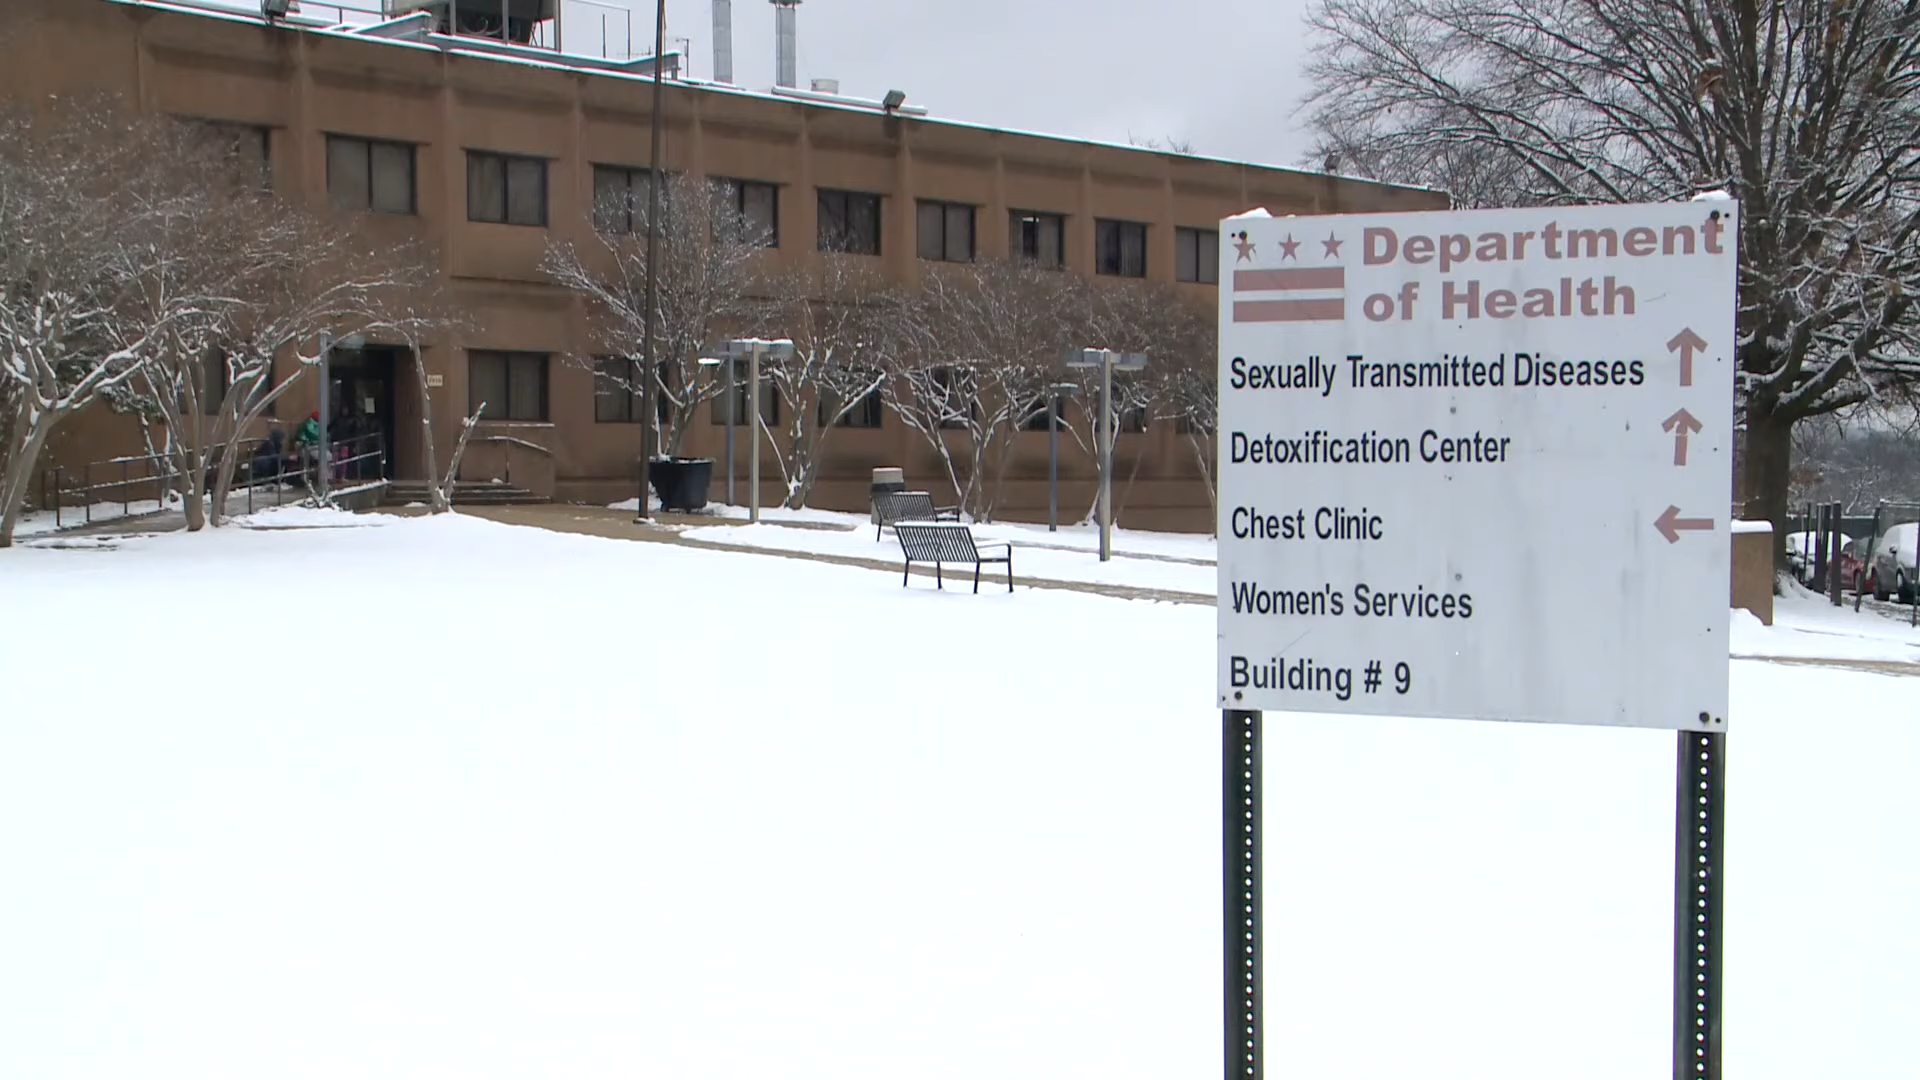 Department
of Health
Sexually Transmitted Diseases
Detoxification Center
Chest Clinic
Women's Services
Building # 9